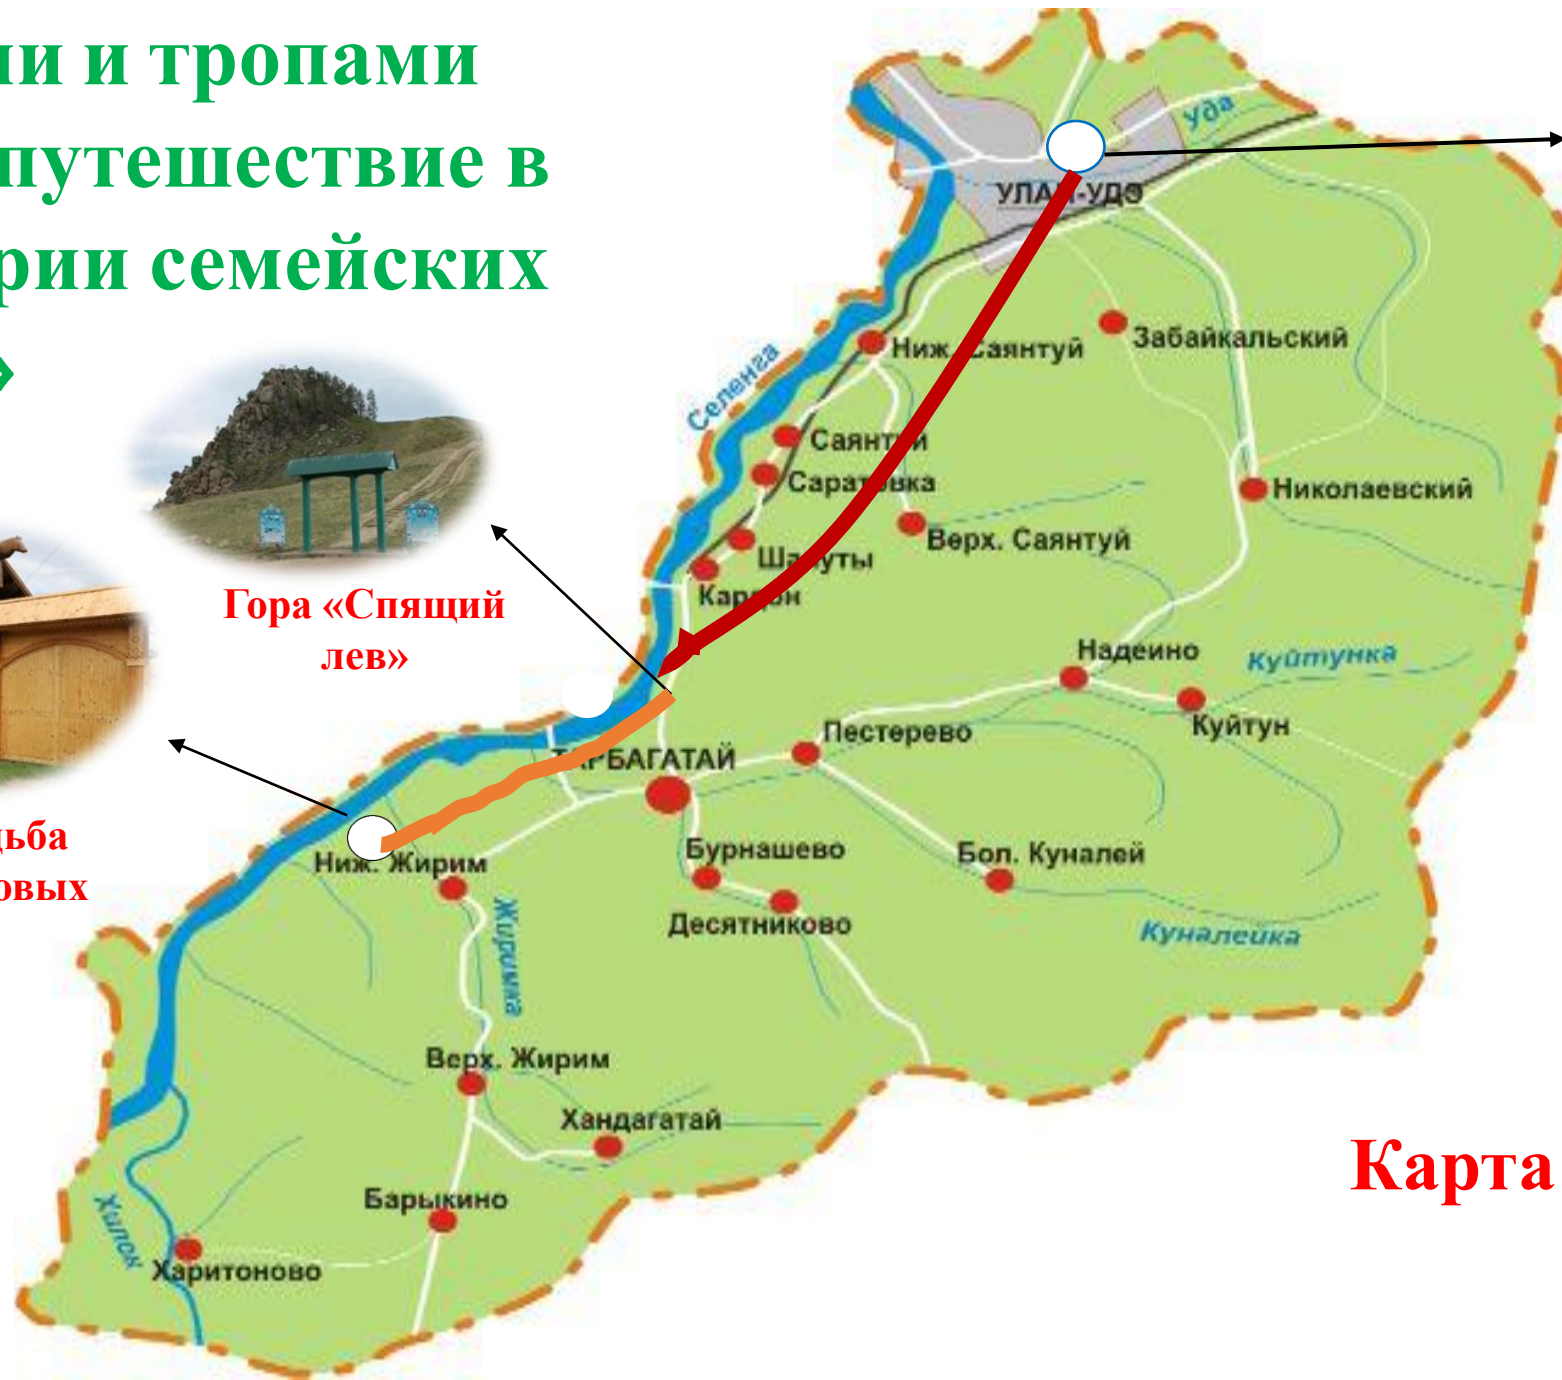 ли и тропами
путешествие в
рии семейских
»
Гора «Спящий
лев»
дьба
овых
Уда
УЛАН-УДЭ
Селенга
Ниж. Саянтуй
Забайкальский
Саянтуй
Саратовка
Николаевский
Верх. Саянтуй
Шалуты
Кардон
Надеино
Куйтунка
Куйтун
Пестерево
ТАРБАГАТАЙ
Бурнашево
Бол. Куналей
Ниж. Жирим
Десятниково
Куналейка
Жиримка
Верх. Жирим
Хандагатай
Барыкино
Хилок
Харитоново
Карта